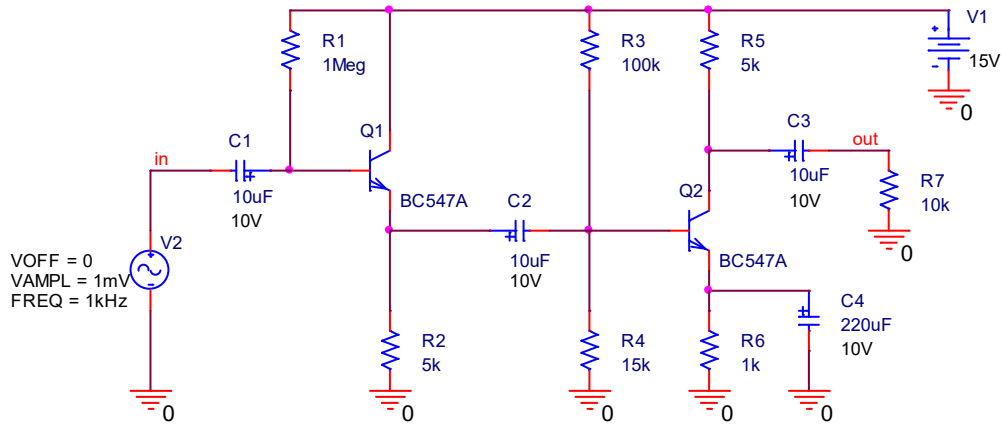 V1
15V
0
R1
1Meg
R3
100k
R5
5k
Q1
C1
in
10uF
10V
BC547A
C2
10uF
10V
Q2
BC547A
C3
10uF
10V
out
R7
10k
0
V2
VOFF = 0
VAMPL = 1mV
FREQ = 1kHz
C4
220uF
10V
R2
5k
R4
15k
R6
1k
0
0
0
0
0